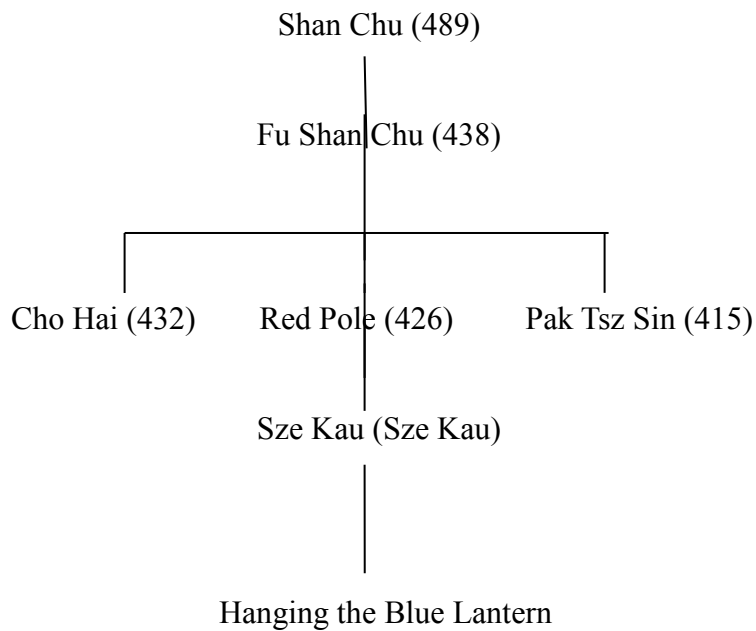 Shan Chu (489)
Fu Shan Chu (438)
Cho Hai (432) Red Pole (426) Pak Tsz Sin (415)
Sze Kau (Sze Kau)
Hanging the Blue Lantern